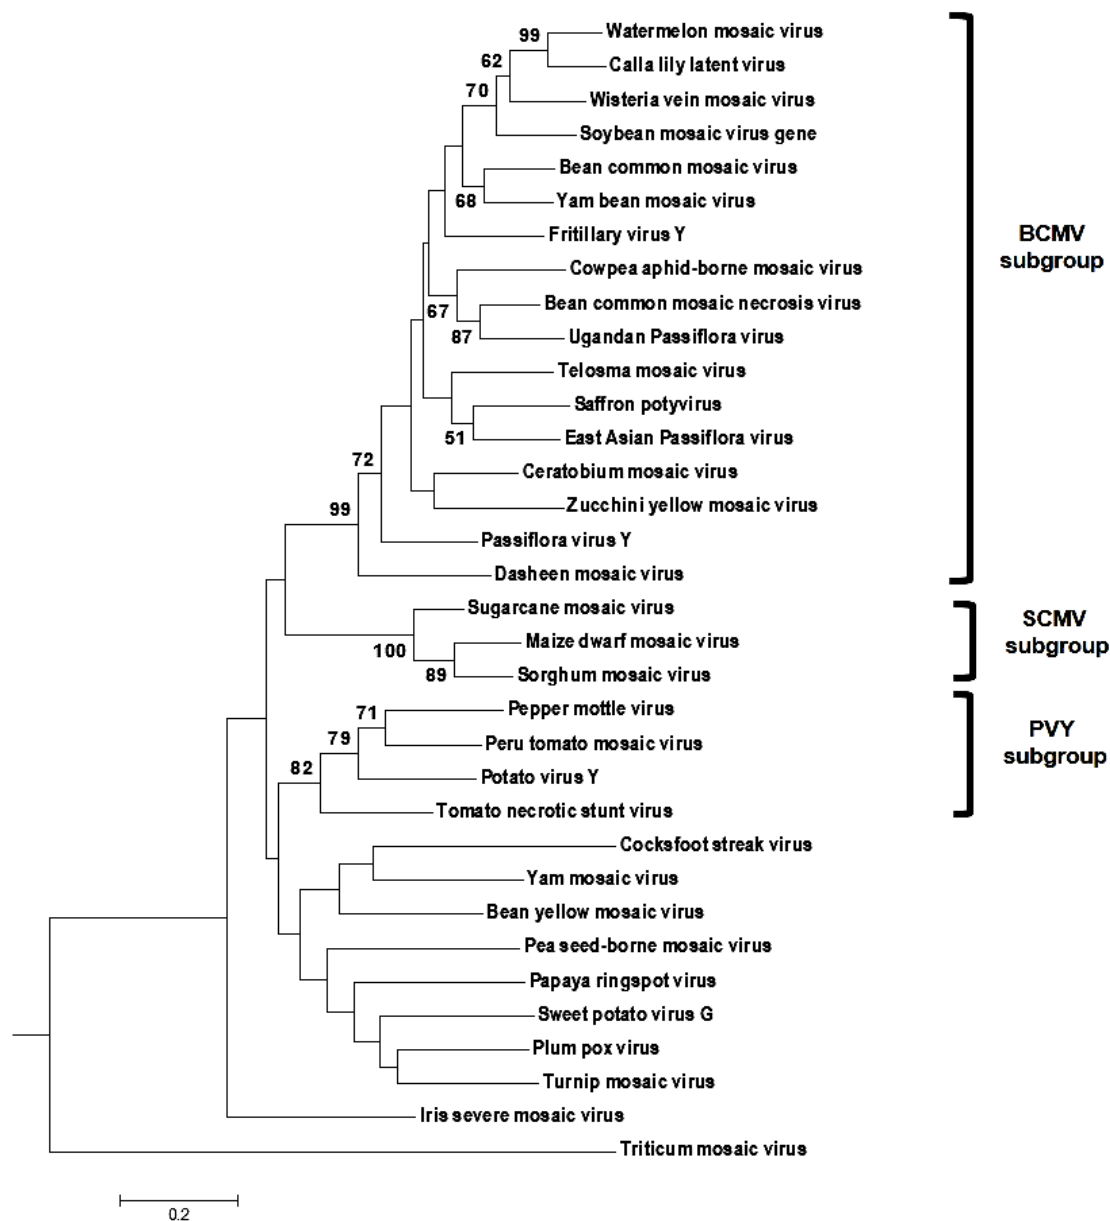 99
Watermelon mosaic virus
62
Calla lily latent virus
70
Wisteria vein mosaic virus
Soybean mosaic virus gene
Bean common mosaic virus
68
Yam bean mosaic virus
Fritillary virus Y
BCMV
subgroup
Cowpea aphid-borne mosaic virus
67
Bean common mosaic necrosis virus
87
Ugandan Passiflora virus
Telosma mosaic virus
Saffron potyvirus
51
East Asian Passiflora virus
72
Ceratobium mosaic virus
99
Zucchini yellow mosaic virus
Passiflora virus Y
Dasheen mosaic virus
Sugarcane mosaic virus
SCMV
subgroup
100
Maize dwarf mosaic virus
89
Sorghum mosaic virus
71
Pepper mottle virus
79
Peru tomato mosaic virus
PVY
subgroup
82
Potato virus Y
Tomato necrotic stunt virus
Cocksfoot streak virus
Yam mosaic virus
Bean yellow mosaic virus
Pea seed-borne mosaic virus
Papaya ringspot virus
Sweet potato virus G
Plum pox virus
Turnip mosaic virus
Iris severe mosaic virus
Triticum mosaic virus
0.2